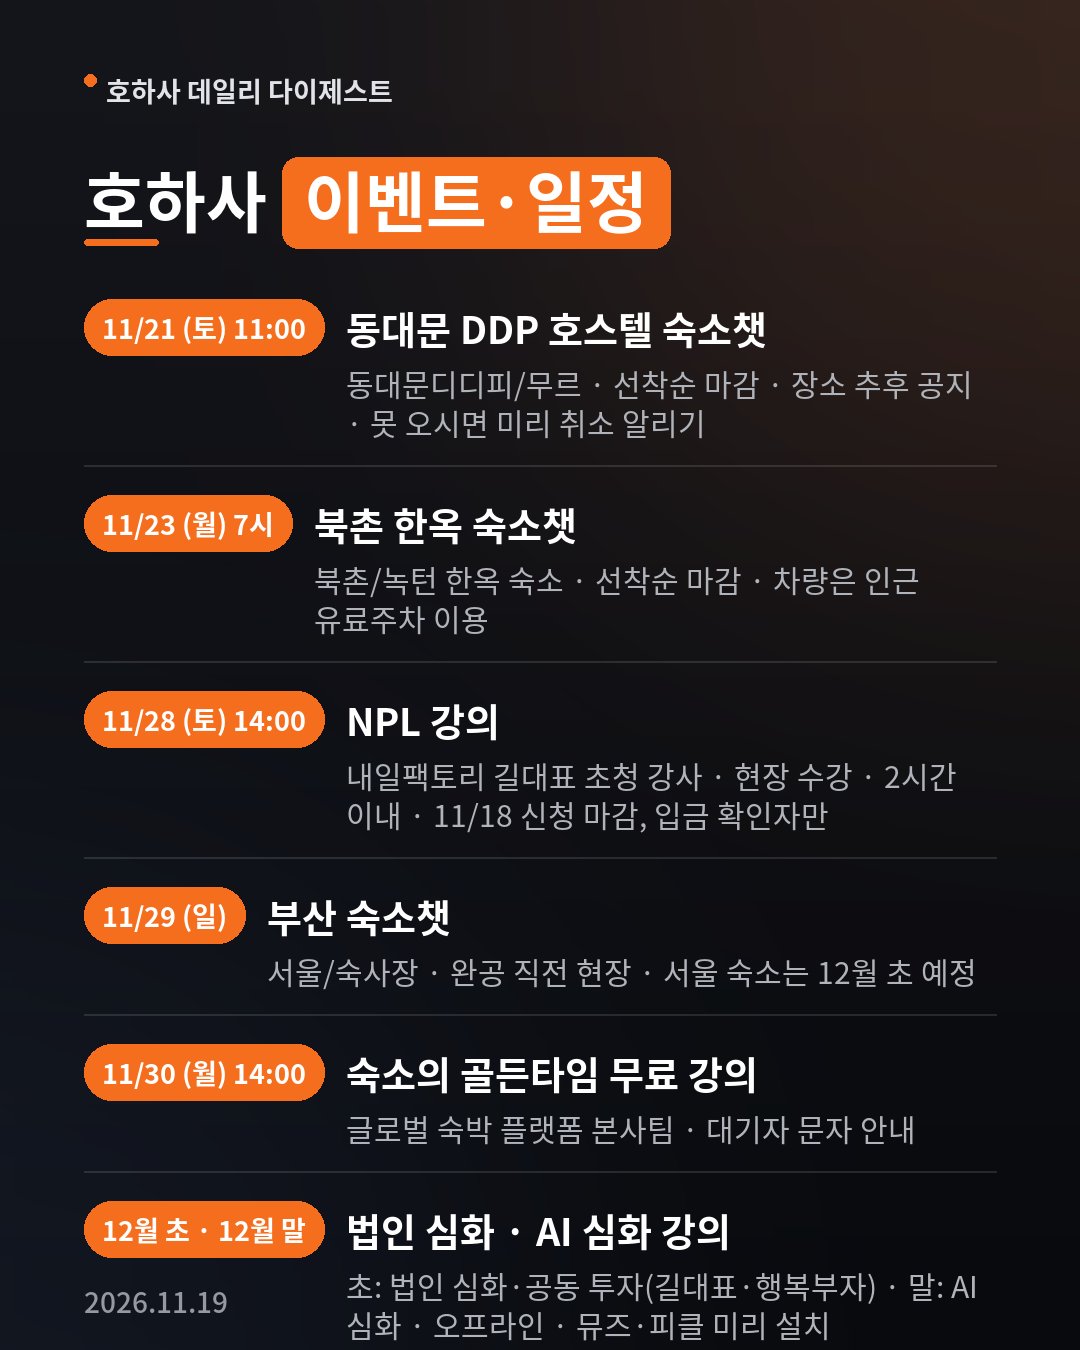 호하사 데일리 다이제스트
호하사 이벤트·일정
11/21 (토) 11:00 동대문 DDP 호스텔 숙소챗
동대문디디피/무르 · 선착순 마감 · 장소 추후 공지
· 못 오시면 미리 취소 알리기
11/23 (월) 7시 북촌 한옥 숙소챗
북촌/녹턴 한옥 숙소 · 선착순 마감 · 차량은 인근
유료주차 이용
11/28 (토) 14:00 NPL 강의
내일팩토리 길대표 초청 강사 · 현장 수강 · 2시간
이내 · 11/18 신청 마감, 입금 확인자만
11/29 (일) 부산 숙소챗
서울/숙사장 · 완공 직전 현장 · 서울 숙소는 12월 초 예정
11/30 (월) 14:00 숙소의 골든타임 무료 강의
글로벌 숙박 플랫폼 본사팀 · 대기자 문자 안내
12월 초 · 12월 말 법인 심화 · AI 심화 강의
초: 법인 심화·공동 투자(길대표·행복부자) · 말: AI
심화 · 오프라인 · 뮤즈·피클 미리 설치
2026.11.19